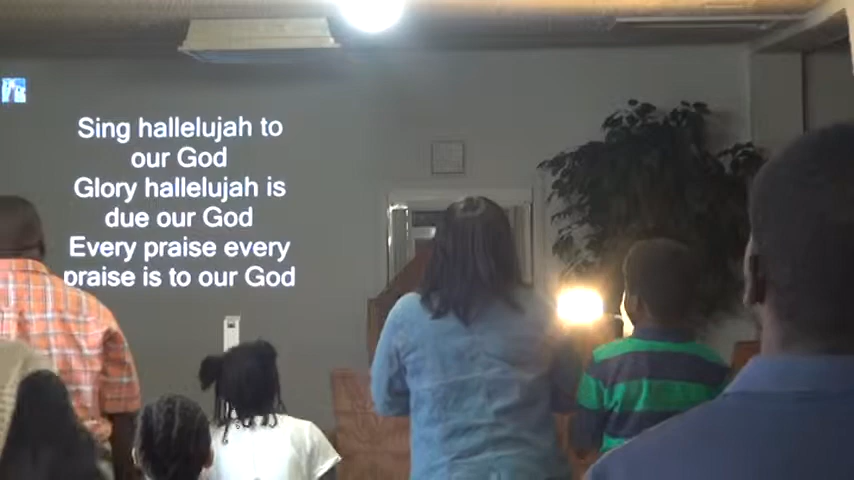 Sing hallelujah to
our God
Glory hallelujah is
due our God
Every praise every
praise is to our God